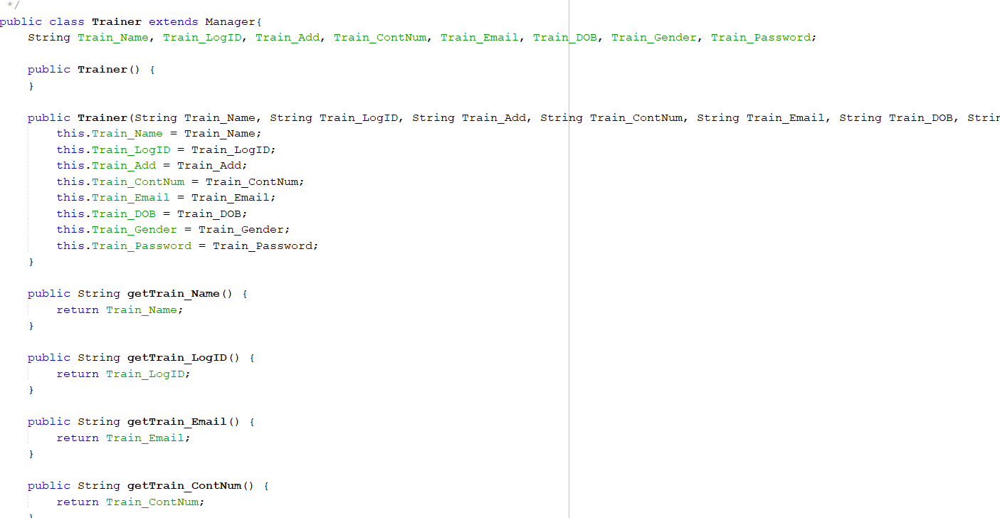 */
public class Trainer extends Manager{
    String Train_Name, Train_LogID, Train_Add, Train_ContNum, Train_Email, Train_DOB, Train_Gender, Train_Password;

    public Trainer() {
    }

    public Trainer(String Train_Name, String Train_LogID, String Train_Add, String Train_ContNum, String Train_Email, String Train_DOB, Strin
        this.Train_Name = Train_Name;
        this.Train_LogID = Train_LogID;
        this.Train_Add = Train_Add;
        this.Train_ContNum = Train_ContNum;
        this.Train_Email = Train_Email;
        this.Train_DOB = Train_DOB;
        this.Train_Gender = Train_Gender;
        this.Train_Password = Train_Password;
    }

    public String getTrain_Name() {
        return Train_Name;
    }

    public String getTrain_LogID() {
        return Train_LogID;
    }

    public String getTrain_Email() {
        return Train_Email;
    }

    public String getTrain_ContNum() {
        return Train_ContNum;
    }